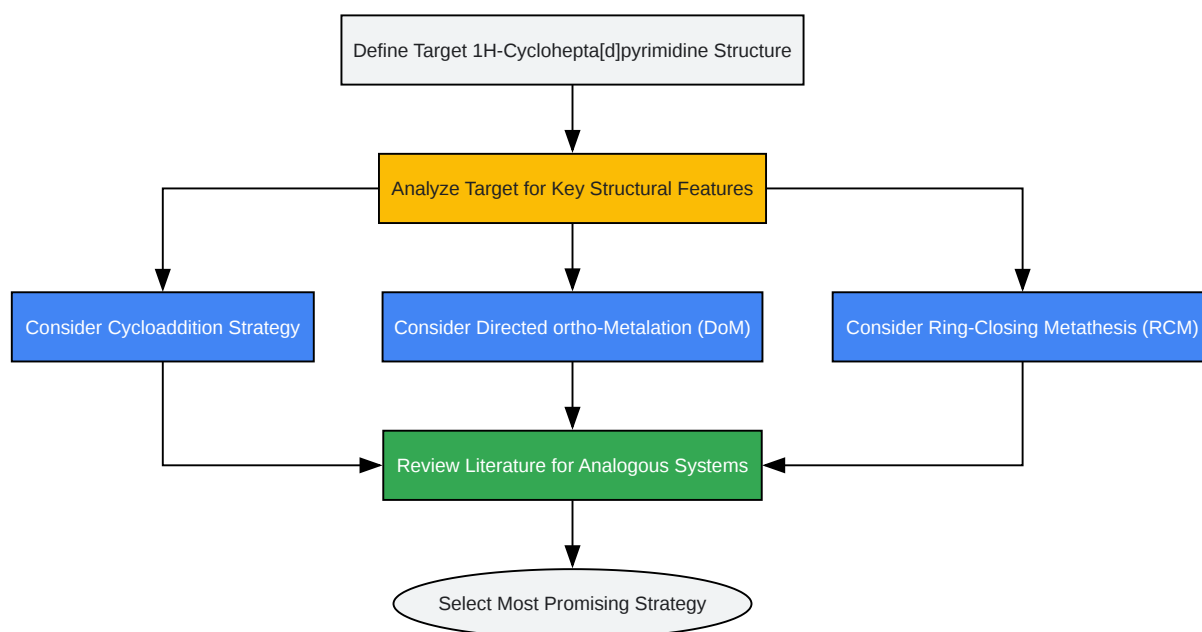 Define Target 1H-Cyclohepta[d]pyrimidine Structure
Analyze Target for Key Structural Features
Consider Cycloaddition Strategy
Consider Directed ortho-Metalation (DoM)
Consider Ring-Closing Metathesis (RCM)
Review Literature for Analogous Systems
Select Most Promising Strategy